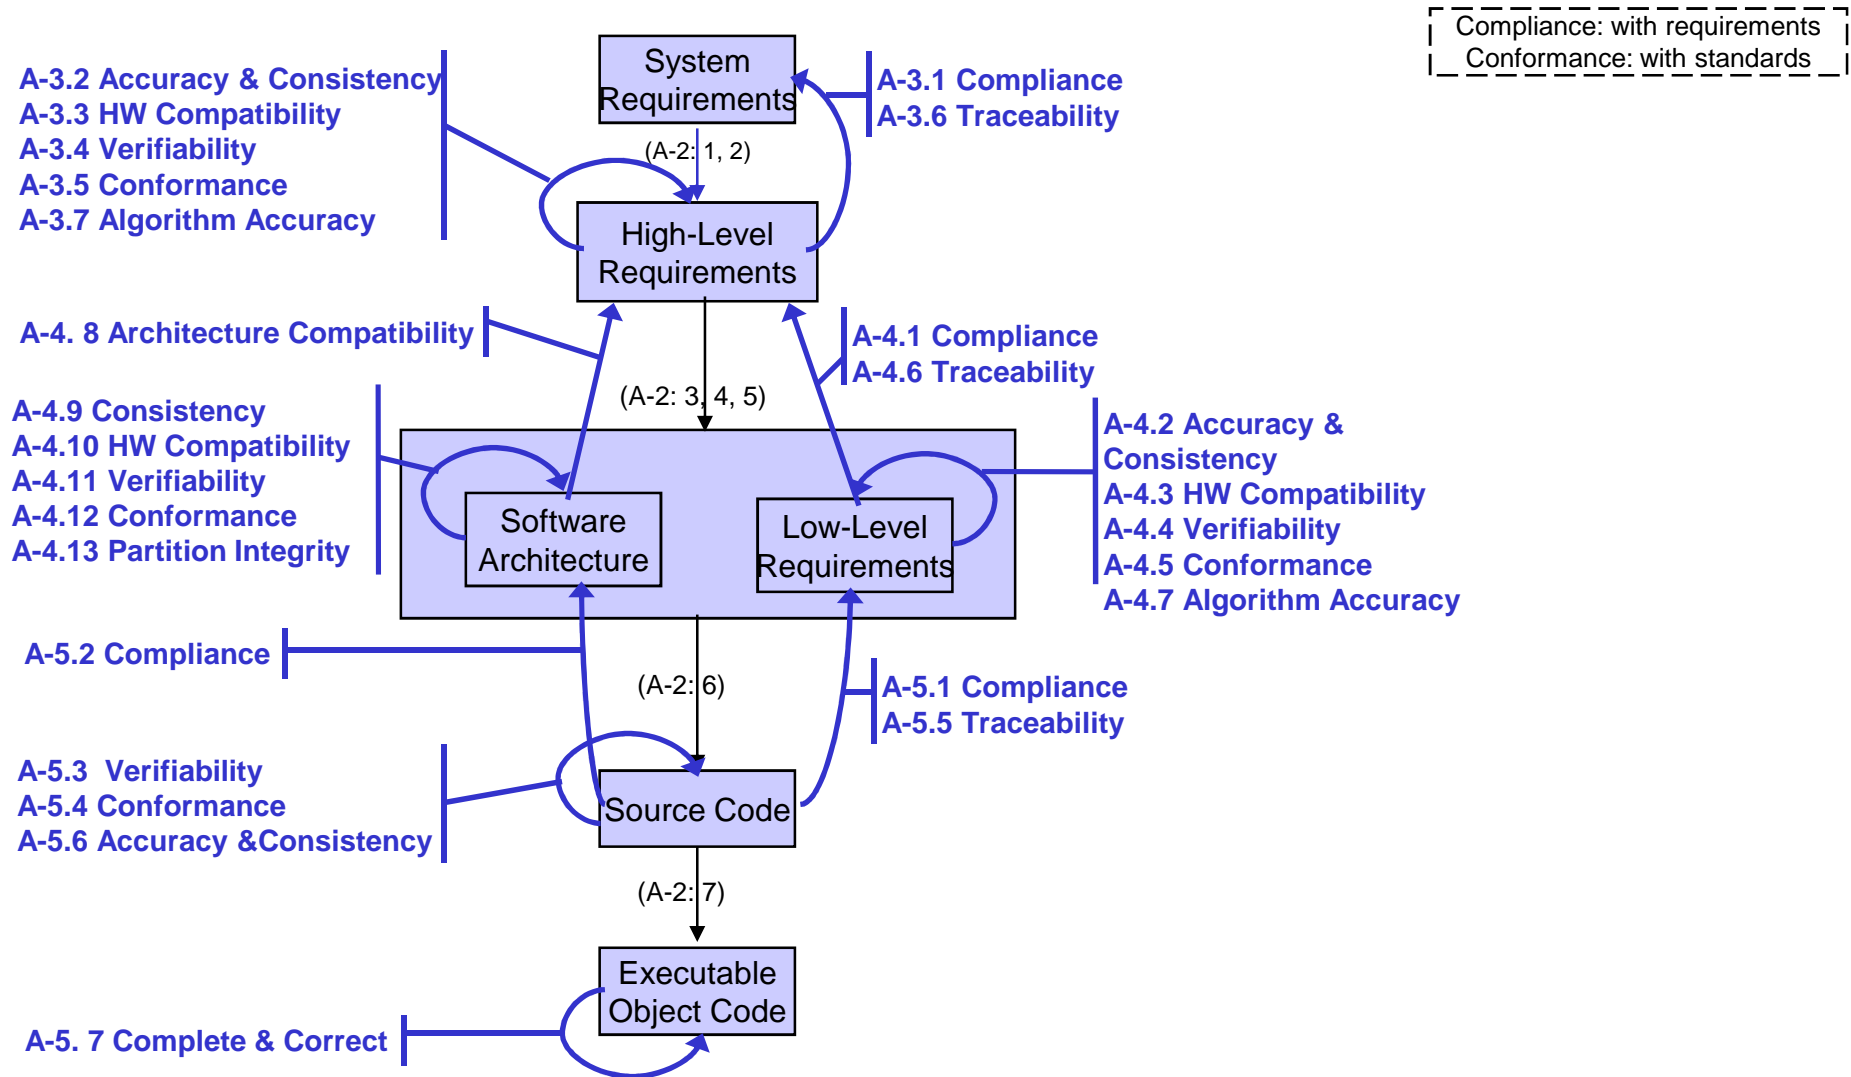 Compliance: with requirements
Conformance: with standards
System
Requirements
A-3.2 Accuracy & Consistency
A-3.3 HW Compatibility
A-3.4 Verifiability
A-3.5 Conformance
A-3.7 Algorithm Accuracy
A-3.1 Compliance
A-3.6 Traceability
(A-2: 1, 2)
High-Level
Requirements
A-4. 8 Architecture Compatibility
A-4.1 Compliance
A-4.6 Traceability
(A-2: 3, 4, 5)
A-4.9 Consistency
A-4.10 HW Compatibility
A-4.11 Verifiability
A-4.12 Conformance
A-4.13 Partition Integrity
A-4.2 Accuracy &
Consistency
A-4.3 HW Compatibility
A-4.4 Verifiability
A-4.5 Conformance
A-4.7 Algorithm Accuracy
Software
Architecture
Low-Level
Requirements
A-5.2 Compliance
(A-2: 6)
A-5.1 Compliance
A-5.5 Traceability
A-5.3  Verifiability
A-5.4 Conformance
A-5.6 Accuracy &Consistency
Source Code
(A-2: 7)
Executable
Object Code
A-5. 7 Complete & Correct